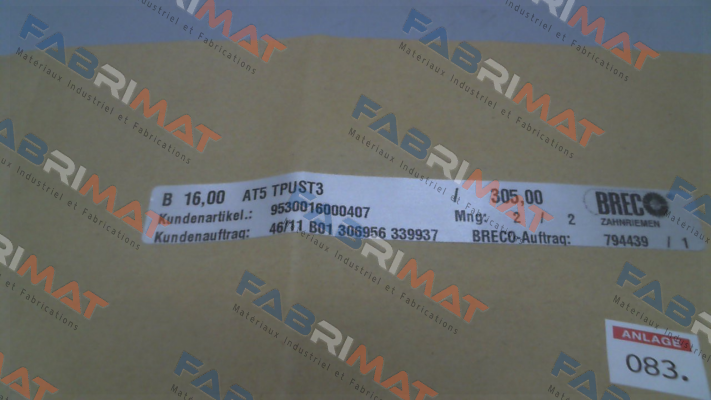 B 16,00 AT5 TPUST3 l 305,00
Kundenartikel.: 9530016000407 Mng: 2 2
Kundenauftrag: 46/11 B01 306956 339937 BRECO-Auftrag: 794439 / 1
BRECO
ZAHNRIEMEN
ANLAGE
083.
FABRIMAT
Materiaux Industriel et Fabrications